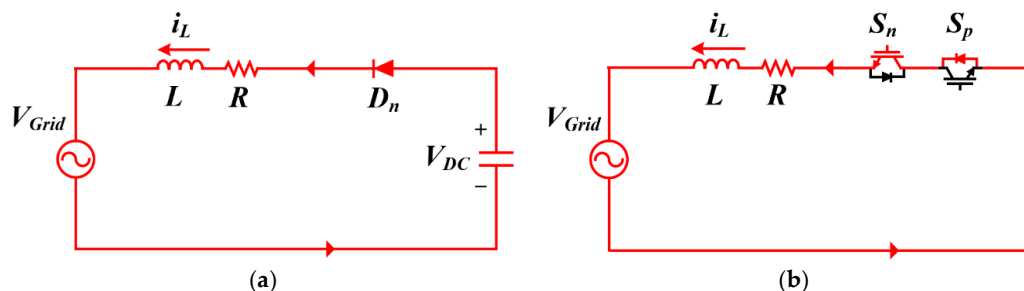 i_L
L R D_n
V_Grid
+
V_DC
−
(a)
i_L S_n S_p
L R
V_Grid
(b)